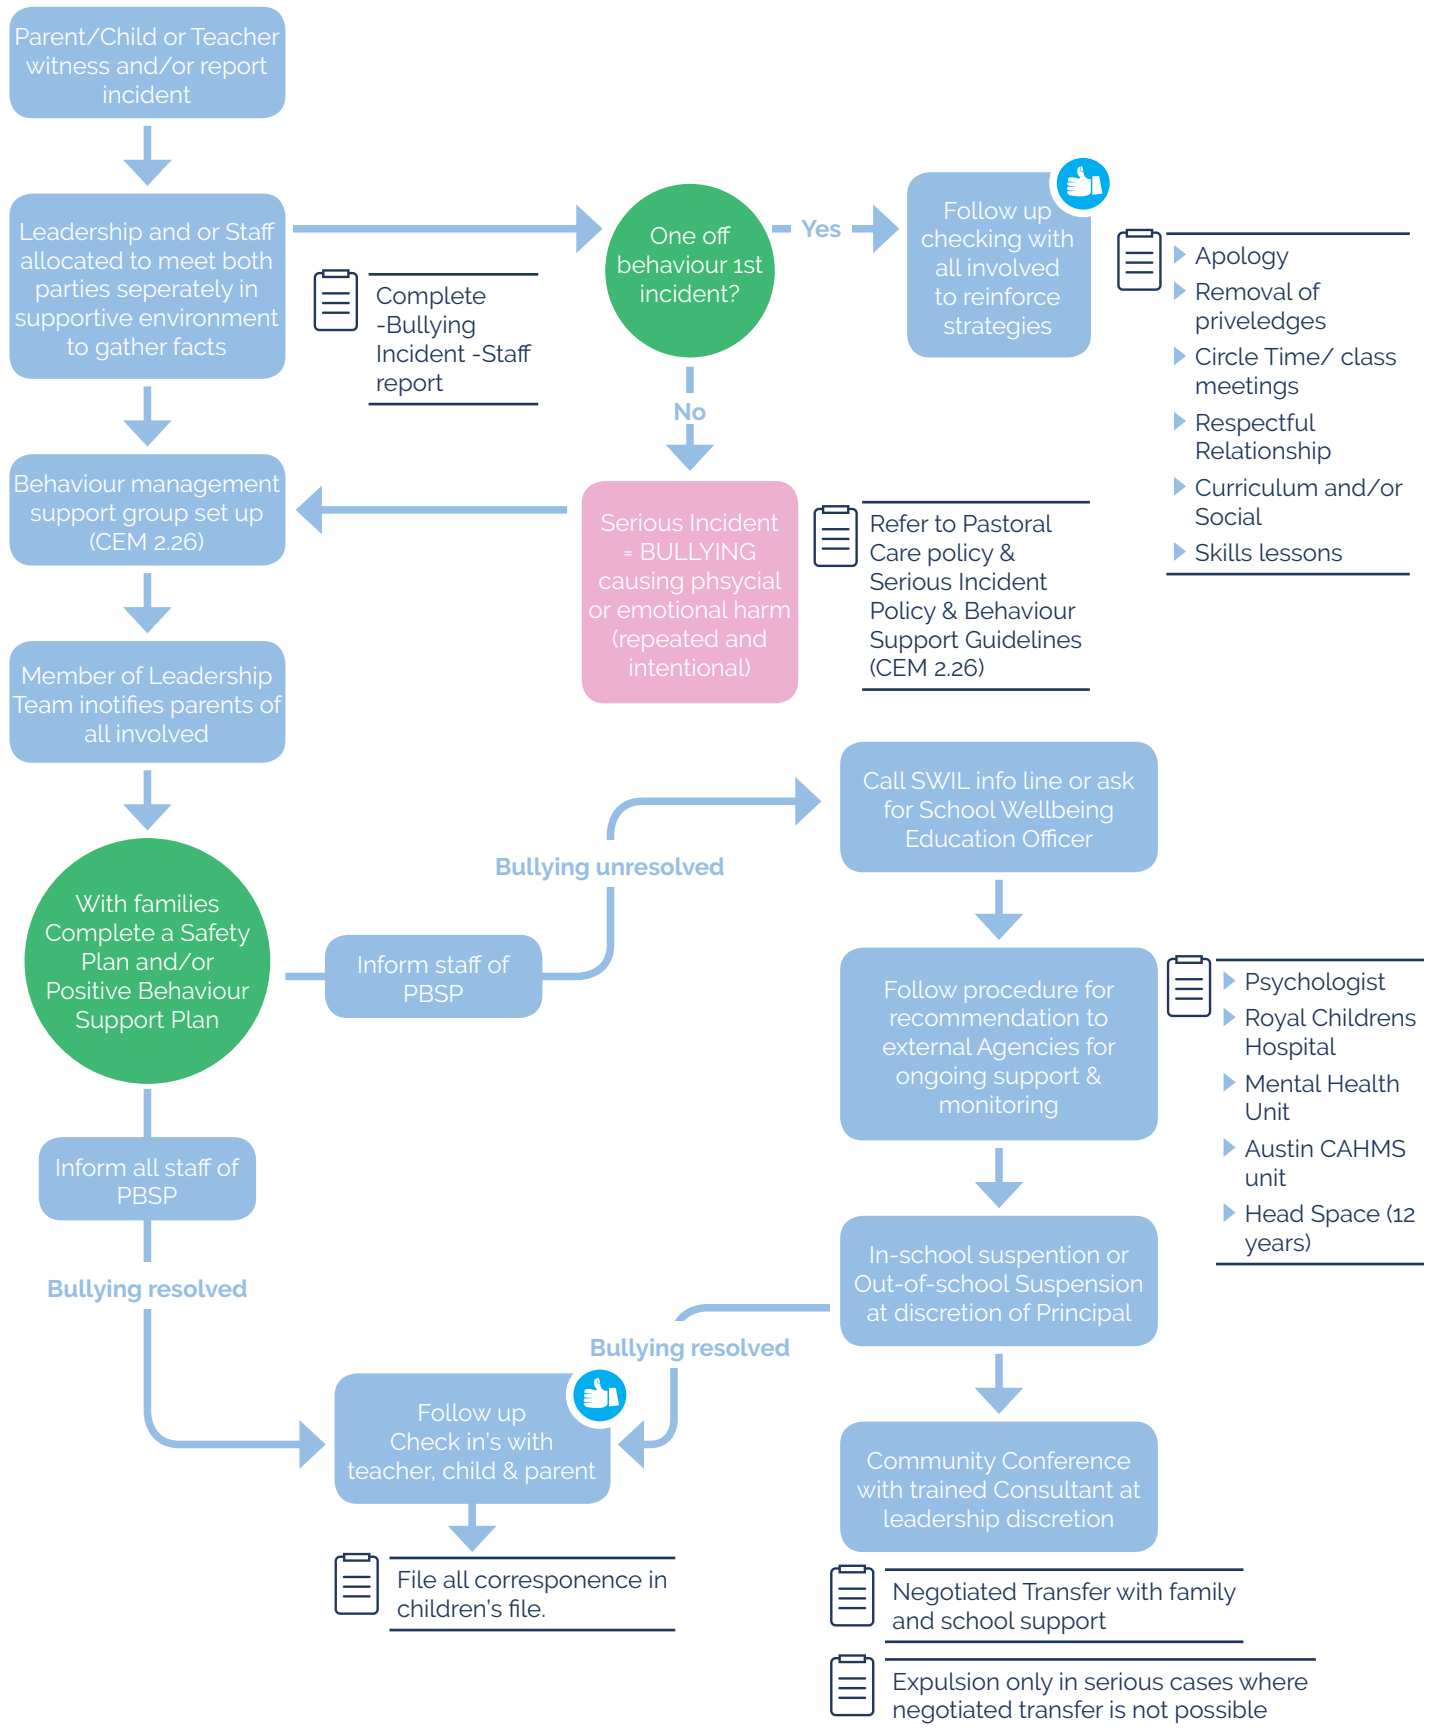 Parent/Child or Teacher
witness and/or report
incident
Leadership and or Staff
allocated to meet both
parties seperately in
supportive environment
to gather facts
Complete
-Bullying
Incident -Staff
report
One off
behaviour 1st
incident?
Yes
Follow up
checking with
all involved
to reinforce
strategies
Apology
Removal of
priveledges
Circle Time/ class
meetings
Respectful
Relationship
Curriculum and/or
Social
Skills lessons
No
Behaviour management
support group set up
(CEM 2.26)
Serious Incident
= BULLYING
causing phsycial
or emotional harm
(repeated and
intentional)
Refer to Pastoral
Care policy &
Serious Incident
Policy & Behaviour
Support Guidelines
(CEM 2.26)
Member of Leadership
Team inotifies parents of
all involved
With families
Complete a Safety
Plan and/or
Positive Behaviour
Support Plan
Inform staff of
PBSP
Bullying unresolved
Call SWIL info line or ask
for School Wellbeing
Education Officer
Follow procedure for
recommendation to
external Agencies for
ongoing support &
monitoring
Psychologist
Royal Childrens
Hospital
Mental Health
Unit
Austin CAHMS
unit
Head Space (12
years)
Inform all staff of
PBSP
Bullying resolved
In-school suspention or
Out-of-school Suspension
at discretion of Principal
Bullying resolved
Follow up
Check in's with
teacher, child & parent
Community Conference
with trained Consultant at
leadership discretion
File all corresponence in
children's file.
Negotiated Transfer with family
and school support
Expulsion only in serious cases where
negotiated transfer is not possible